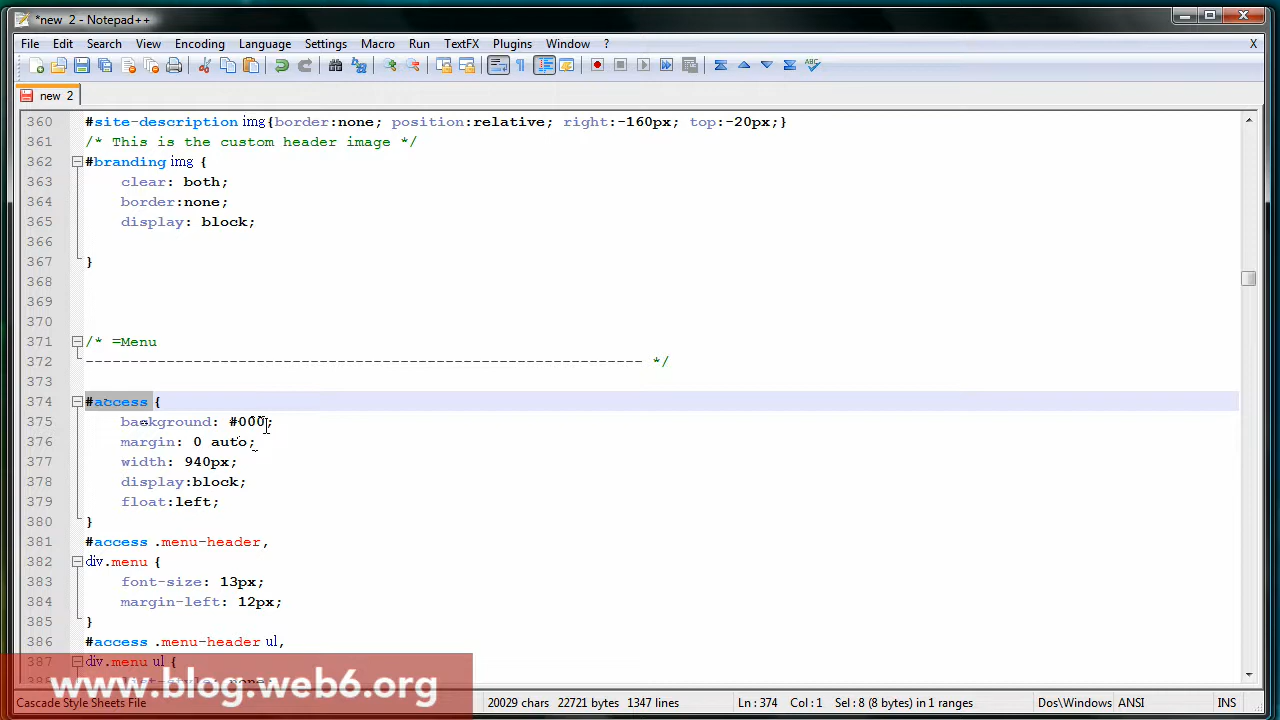 *new  2 - Notepad++
File Edit Search View Encoding Language Settings Macro Run TextFX Plugins Window ? X
new  2
360 #site-description img{border:none; position:relative; right:-160px; top:-20px;}
361 /* This is the custom header image */
362 #branding img {
363 clear: both;
364 border:none;
365 display: block;
366
367 }
368
369
370
371 /* =Menu
372 -------------------------------------------------------------- */
373
374 #access {
375 background: #000;
376 margin: 0 auto;
377 width: 940px;
378 display:block;
379 float:left;
380 }
381 #access .menu-header,
382 div.menu {
383 font-size: 13px;
384 margin-left: 12px;
385 }
386 #access .menu-header ul,
387 div.menu ul {
www.blog.web6.org
Cascade Style Sheets File 20029 chars 22721 bytes 1347 lines Ln : 374 Col : 1 Sel : 8 (8 bytes) in 1 ranges Dos\Windows ANSI INS